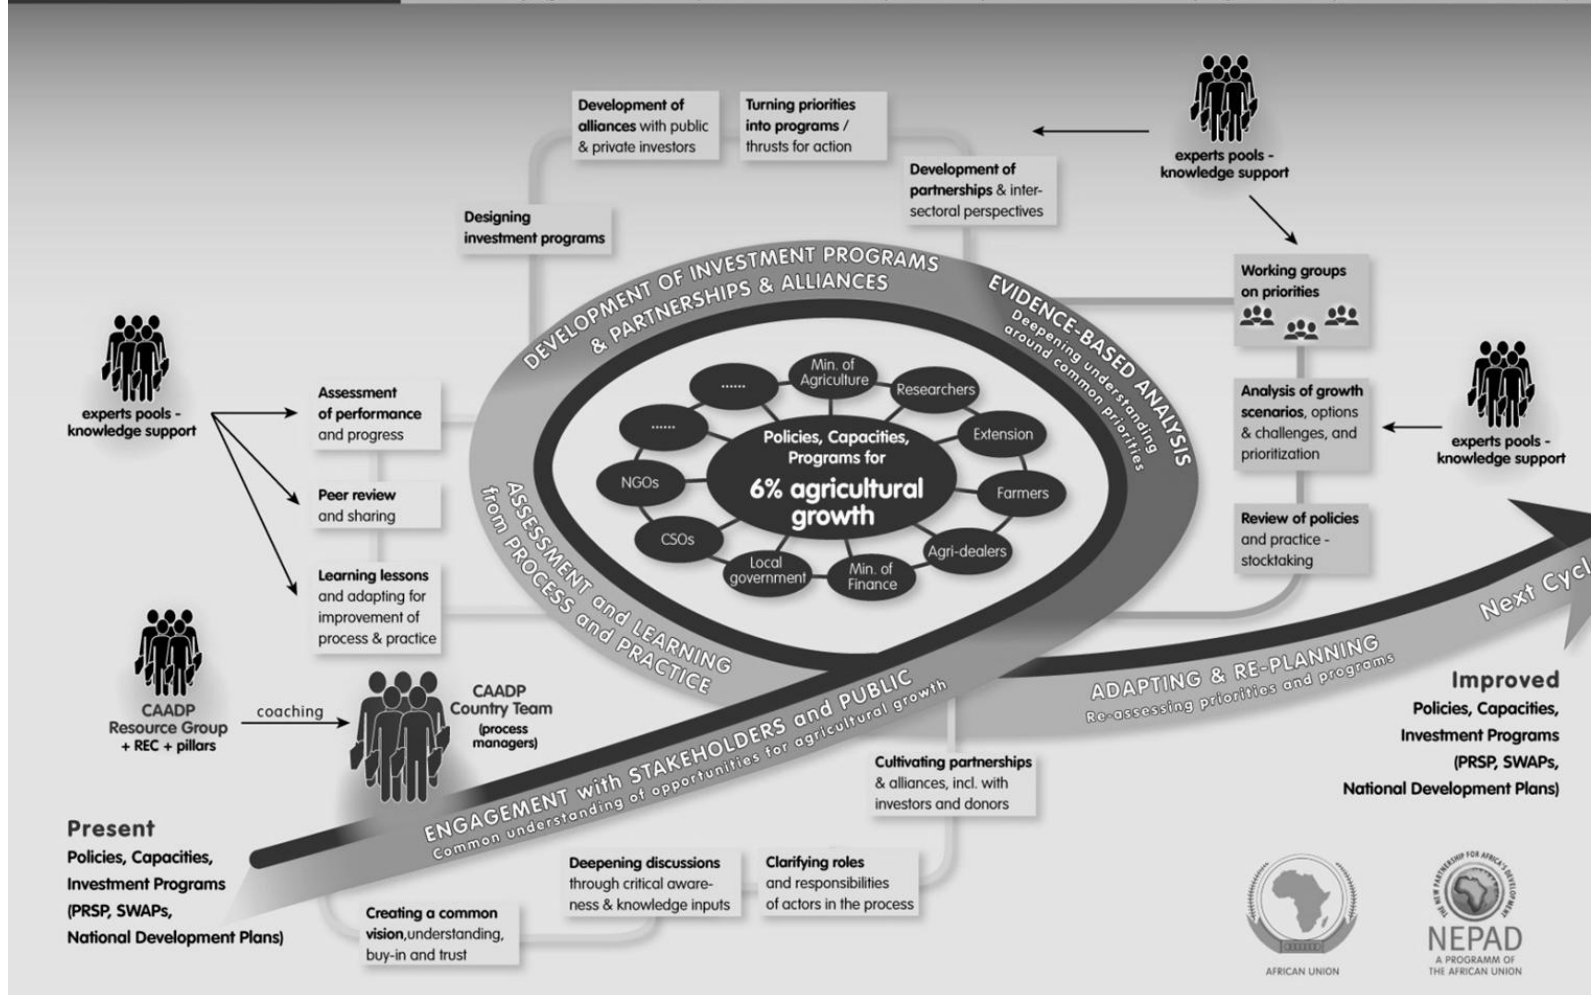 Development of
alliances with public
& private investors
Turning priorities
into programs /
thrusts for action
experts pools -
knowledge support
Development of
partnerships & inter-
sectoral perspectives
Designing
investment programs
Working groups
on priorities
DEVELOPMENT OF INVESTMENT PROGRAMS
& PARTNERSHIPS & ALLIANCES
EVIDENCE-BASED ANALYSIS
Deepening understanding
around common priorities
experts pools -
knowledge support
Assessment
of performance
and progress
Peer review
and sharing
Learning lessons
and adapting for
improvement of
process & practice
......
Min. of
Agriculture
Researchers
......
Extension
NGOs
Farmers
CSOs
Agri-dealers
Local
government
Min. of
Finance
Policies, Capacities,
Programs for
6% agricultural
growth
Analysis of growth
scenarios, options
& challenges, and
prioritization
experts pools -
knowledge support
Review of policies
and practice -
stocktaking
ASSESSMENT and LEARNING
from PROCESS and PRACTICE
CAADP
Resource Group
+ REC + pillars
coaching
CAADP
Country Team
(process
managers)
ENGAGEMENT with STAKEHOLDERS and PUBLIC
Common understanding of opportunities for agricultural growth
ADAPTING & RE-PLANNING
Re-assessing priorities and programs
Next Cycl
Improved
Policies, Capacities,
Investment Programs
(PRSP, SWAPs,
National Development Plans)
Cultivating partnerships
& alliances, incl. with
investors and donors
Present
Policies, Capacities,
Investment Programs
(PRSP, SWAPs,
National Development Plans)
Creating a common
vision,understanding,
buy-in and trust
Deepening discussions
through critical aware-
ness & knowledge inputs
Clarifying roles
and responsibilities
of actors in the process
AFRICAN UNION
THE NEW PARTNERSHIP FOR AFRICA'S DEVELOPMENT
NEPAD
A PROGRAMM OF
THE AFRICAN UNION